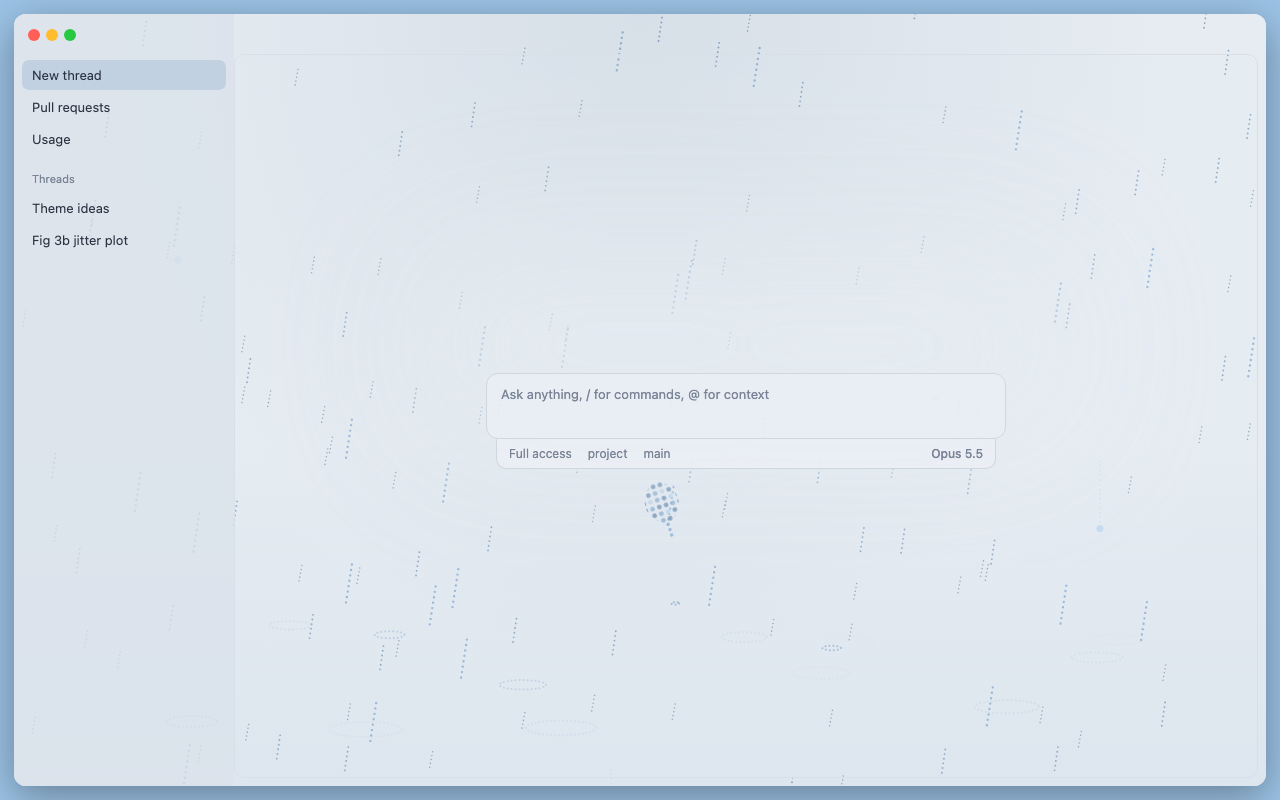 New thread
Pull requests
Usage
Threads
Theme ideas
Fig 3b jitter plot
Ask anything, / for commands, @ for context
Full access project main Opus 5.5